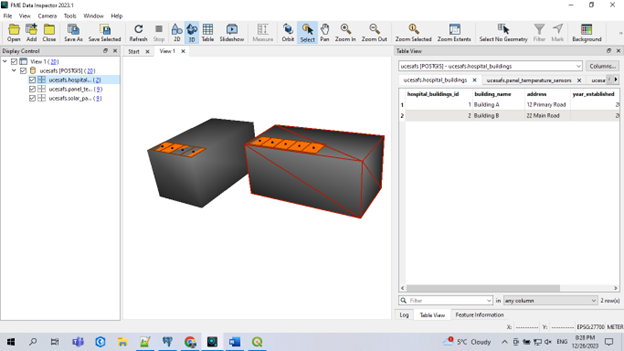 FME Data Inspector 2023.1
File View Camera Tools Window Help
Open Add Close Save As Save Selected Refresh Stop 2D 3D Table Slideshow Measure Orbit Select Pan Zoom In Zoom Out Zoom Selected Zoom Extents Select No Geometry Filter Mark Background
Display Control
Start View 1
Table View
View 1 (20)
ucesafs [POSTGIS] (20)
ucesafs.hospital... (2)
ucesafs.panel_te... (9)
ucesafs.solar_pa... (9)
ucesafs [POSTGIS] - ucesafs.hospital_buildings
Columns...
ucesafs.hospital_buildings ucesafs.panel_temperature_sensors
hospital_buildings_id building_name address year_established
1 1 Building A 12 Primary Road
2 2 Building B 22 Main Road
Filter in any column 2 row(s)
Log Table View Feature Information
X: Y: EPSG:27700 METER
5°C Cloudy
9:28 PM
12/26/2023